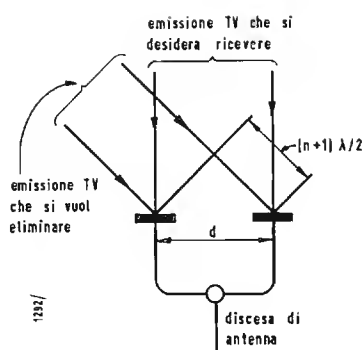 emissione TV che si
desidera ricevere
(n+1) λ/2
emissione TV
che si vuol
eliminare
d
1292/
discesa di
antenna